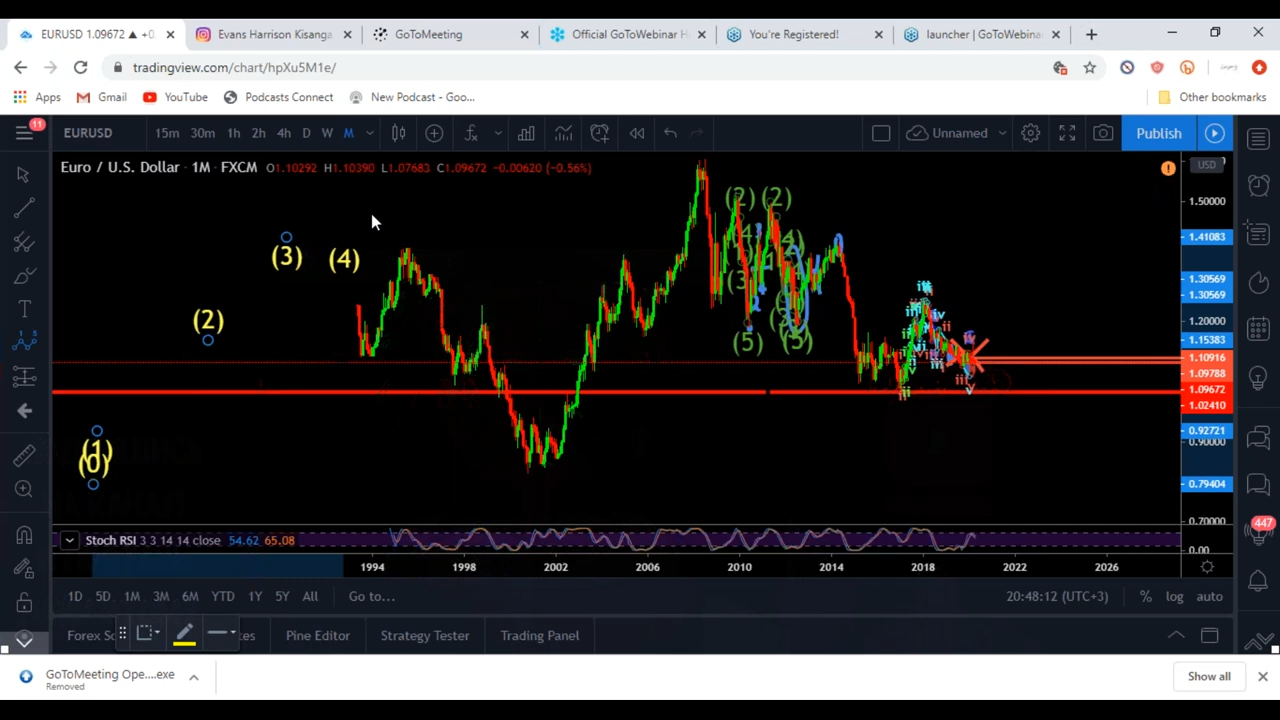 EURUSD 1.09672 ▲ +0. Evans Harrison Kisanga GoToMeeting Official GoToWebinar H You're Registered! launcher | GoToWebina
tradingview.com/chart/hpXu5M1e/
Apps Gmail YouTube Podcasts Connect New Podcast - Goo... Other bookmarks
11 EURUSD 15m 30m 1h 2h 4h D W M Unnamed Publish
Euro / U.S. Dollar · 1M · FXCM O1.10292 H1.10390 L1.07683 C1.09672 -0.00620 (-0.56%) USD
1.50000
(2) (2)
1.41083
(3) (4)
1.30569
1.30569
(2)
1.20000
1.15383
(5) (5)
1.10916
1.09788
1.09672
1.02410
0.92721
0.90000
(1)
(0)
0.79404
0.70000
447
Stoch RSI 3 3 14 14 close 54.62 65.08
0.00
1994 1998 2002 2006 2010 2014 2018 2022 2026
1D 5D 1M 3M 6M YTD 1Y 5Y All Go to... 20:48:12 (UTC+3) % log auto
Forex Sc es Pine Editor Strategy Tester Trading Panel
GoToMeeting Ope....exe
Removed
Show all